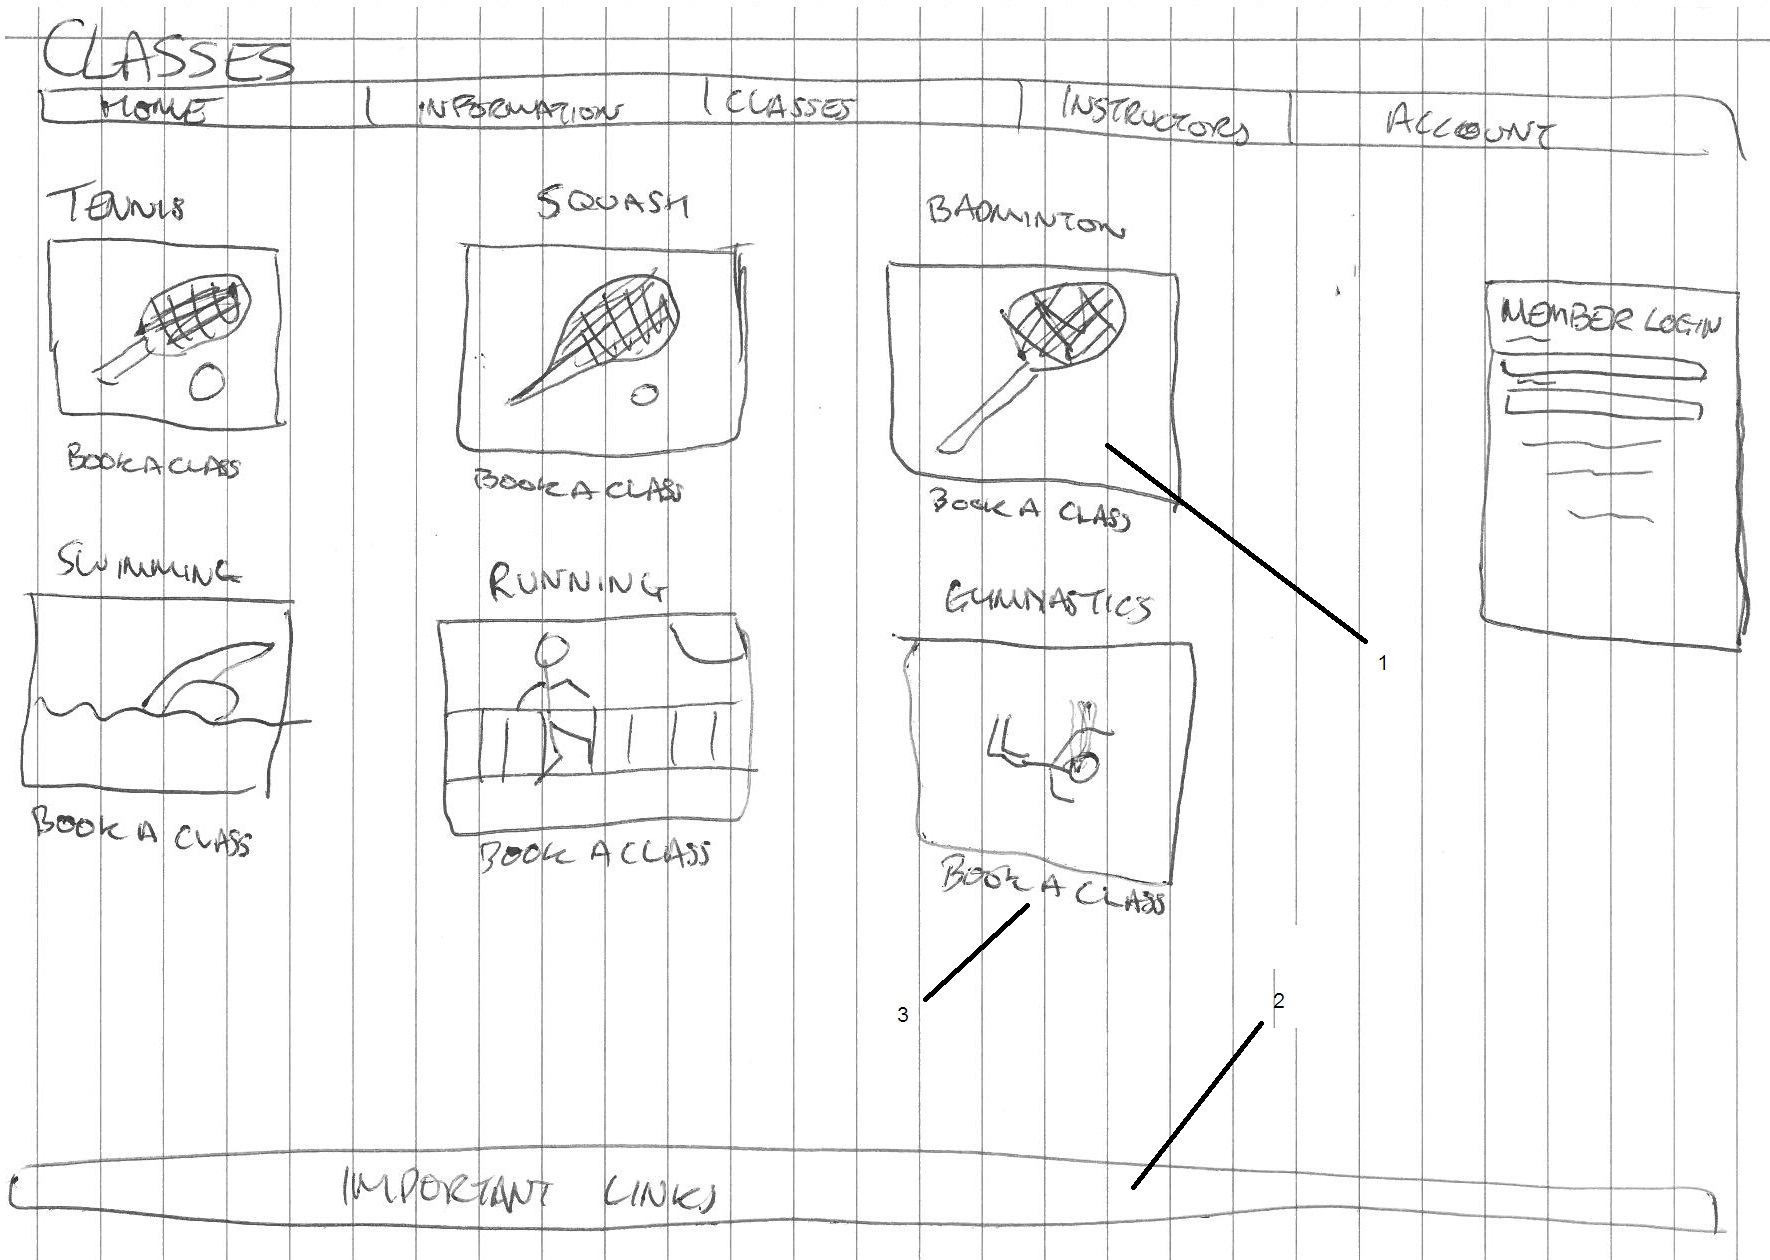 CLASSES
HOME INFORMATION CLASSES INSTRUCTORS ACCOUNT
TENNIS SQUASH BADMINTON
MEMBER LOGIN
BOOK A CLASS BOOK A CLASS BOOK A CLASS
SWIMMING RUNNING GYMNASTICS
1
BOOK A CLASS BOOK A CLASS BOOK A CLASS
3 2
IMPORTANT LINKS